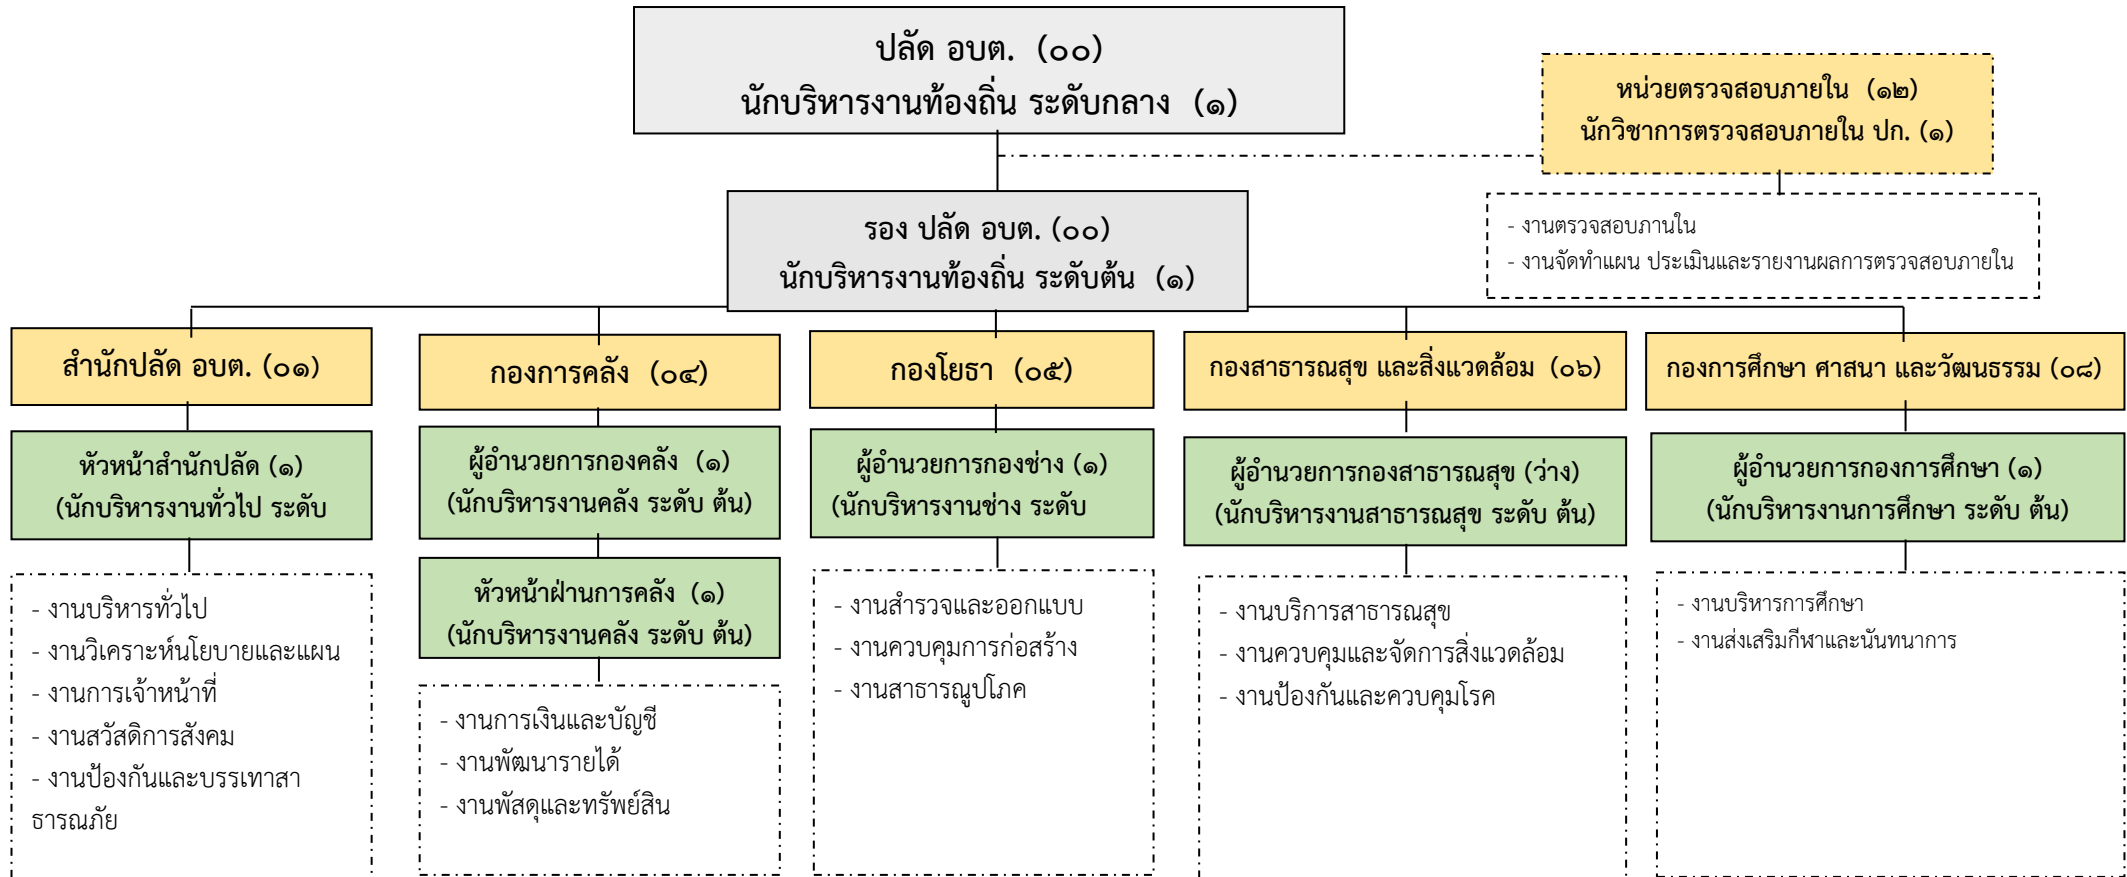 ปลัด อบต.  (๐๐)
นักบริหารงานท้องถิ่น ระดับกลาง  (๑)
หน่วยตรวจสอบภายใน  (๑๒)
นักวิชาการตรวจสอบภายใน ปก. (๑)
- งานตรวจสอบภานใน
- งานจัดทำแผน ประเมินและรายงานผลการตรวจสอบภายใน
รอง ปลัด อบต. (๐๐)
นักบริหารงานท้องถิ่น ระดับต้น  (๑)
สำนักปลัด อบต. (๐๑)
หัวหน้าสำนักปลัด (๑)
(นักบริหารงานทั่วไป ระดับ
- งานบริหารทั่วไป
- งานวิเคราะห์นโยบายและแผน
- งานการเจ้าหน้าที่
- งานสวัสดิการสังคม
- งานป้องกันและบรรเทาสา
ธารณภัย
กองการคลัง  (๐๔)
ผู้อำนวยการกองคลัง  (๑)
(นักบริหารงานคลัง ระดับ ต้น)
หัวหน้าฝ่านการคลัง  (๑)
(นักบริหารงานคลัง ระดับ ต้น)
- งานการเงินและบัญชี
- งานพัฒนารายได้
- งานพัสดุและทรัพย์สิน
กองโยธา  (๐๕)
ผู้อำนวยการกองช่าง (๑)
(นักบริหารงานช่าง ระดับ
- งานสำรวจและออกแบบ
- งานควบคุมการก่อสร้าง
- งานสาธารณูปโภค
กองสาธารณสุข และสิ่งแวดล้อม  (๐๖)
ผู้อำนวยการกองสาธารณสุข (ว่าง)
(นักบริหารงานสาธารณสุข ระดับ ต้น)
- งานบริการสาธารณสุข
- งานควบคุมและจัดการสิ่งแวดล้อม
- งานป้องกันและควบคุมโรค
กองการศึกษา ศาสนา และวัฒนธรรม (๐๘)
ผู้อำนวยการกองการศึกษา (๑)
(นักบริหารงานการศึกษา ระดับ ต้น)
- งานบริหารการศึกษา
- งานส่งเสริมกีฬาและนันทนาการ